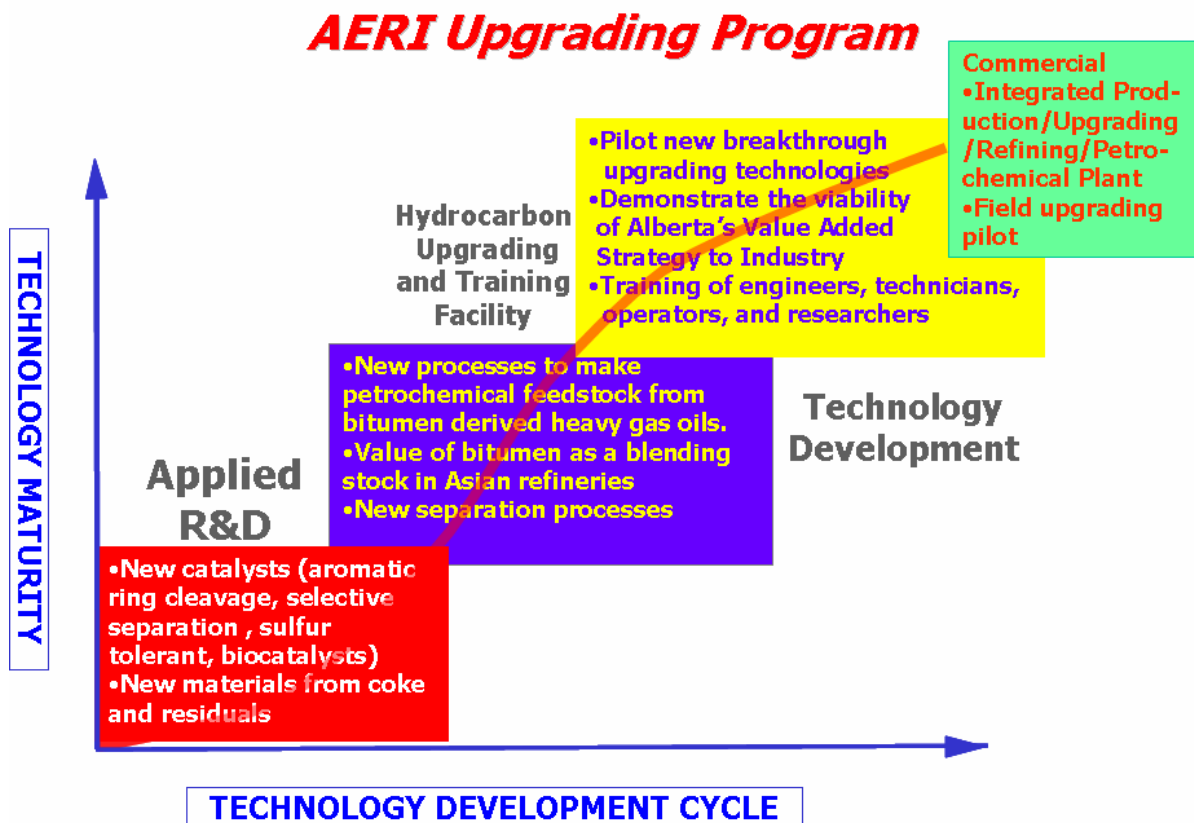 AERI Upgrading Program
Commercial
•Integrated Prod-
uction/Upgrading
/Refining/Petro-
chemical Plant
•Field upgrading
pilot
•Pilot new breakthrough
upgrading technologies
•Demonstrate the viability
of Alberta's Value Added
Strategy to Industry
•Training of engineers, technicians,
operators, and researchers
Hydrocarbon
Upgrading
and Training
Facility
•New processes to make
petrochemical feedstock from
bitumen derived heavy gas oils.
•Value of bitumen as a blending
stock in Asian refineries
•New separation processes
Technology
Development
Applied
R&D
•New catalysts (aromatic
ring cleavage, selective
separation , sulfur
tolerant, biocatalysts)
•New materials from coke
and residuals
TECHNOLOGY MATURITY
TECHNOLOGY DEVELOPMENT CYCLE